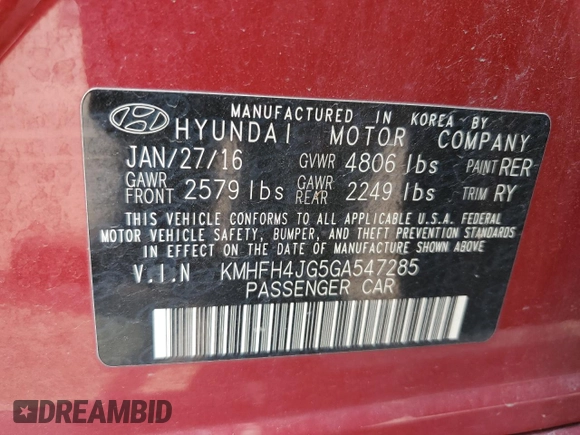 MANUFACTURED IN KOREA BY
HYUNDAI MOTOR COMPANY
JAN/27/16 GVWR 4806 lbs PAINT RER
GAWR FRONT 2579 lbs GAWR REAR 2249 lbs TRIM RY
THIS VEHICLE CONFORMS TO ALL APPLICABLE U.S.A. FEDERAL
MOTOR VEHICLE SAFETY, BUMPER, AND THEFT PREVENTION STANDARDS
IN EFFECT ON THE DATE OF MANUFACTURE SHOWN ABOVE.
V.I.N KMHFH4JG5GA547285
PASSENGER CAR
DREAMBID